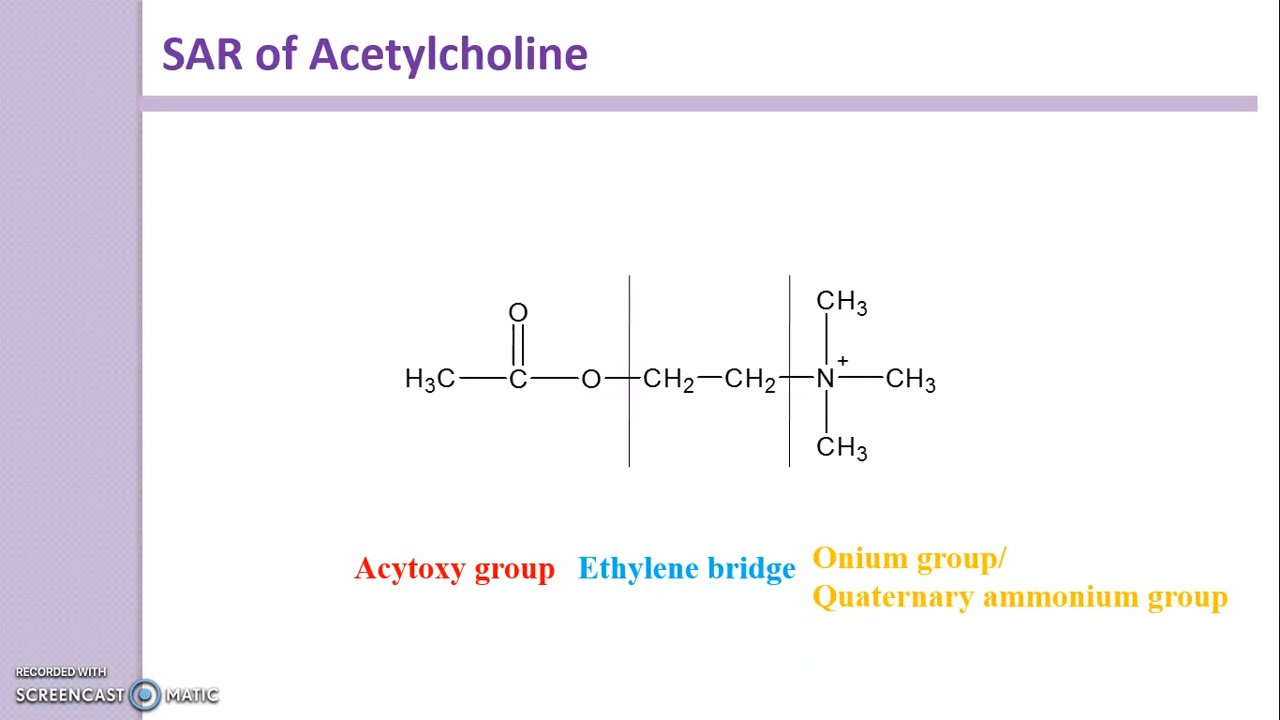 SAR of Acetylcholine
CH3
O
+
H3C C O CH2 CH2 N CH3
CH3
Acytoxy group Ethylene bridge Onium group/
Quaternary ammonium group
RECORDED WITH
SCREENCAST MATIC